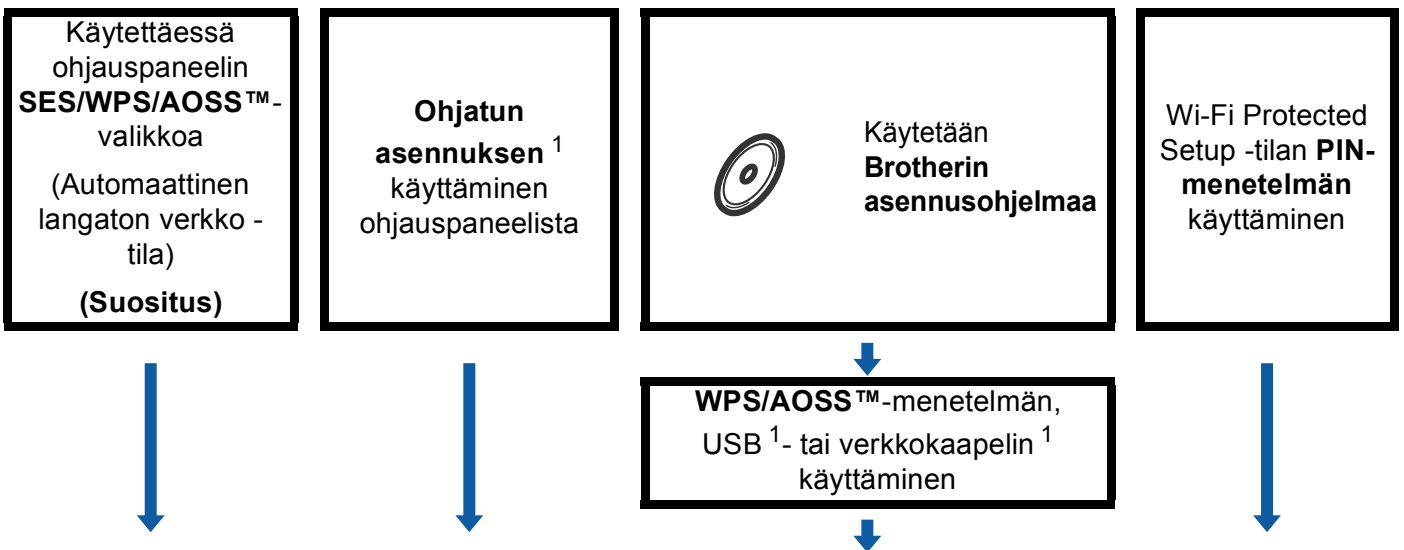 Käytettäessä
ohjauspaneelin
SES/WPS/AOSS™-
valikkoa
(Automaattinen
langaton verkko -
tila)
(Suositus)
Ohjatun
asennuksen 1
käyttäminen
ohjauspaneelista
Käytetään
Brotherin
asennusohjelmaa
Wi-Fi Protected
Setup -tilan PIN-
menetelmän
käyttäminen
WPS/AOSS™-menetelmän,
USB 1- tai verkkokaapelin 1
käyttäminen